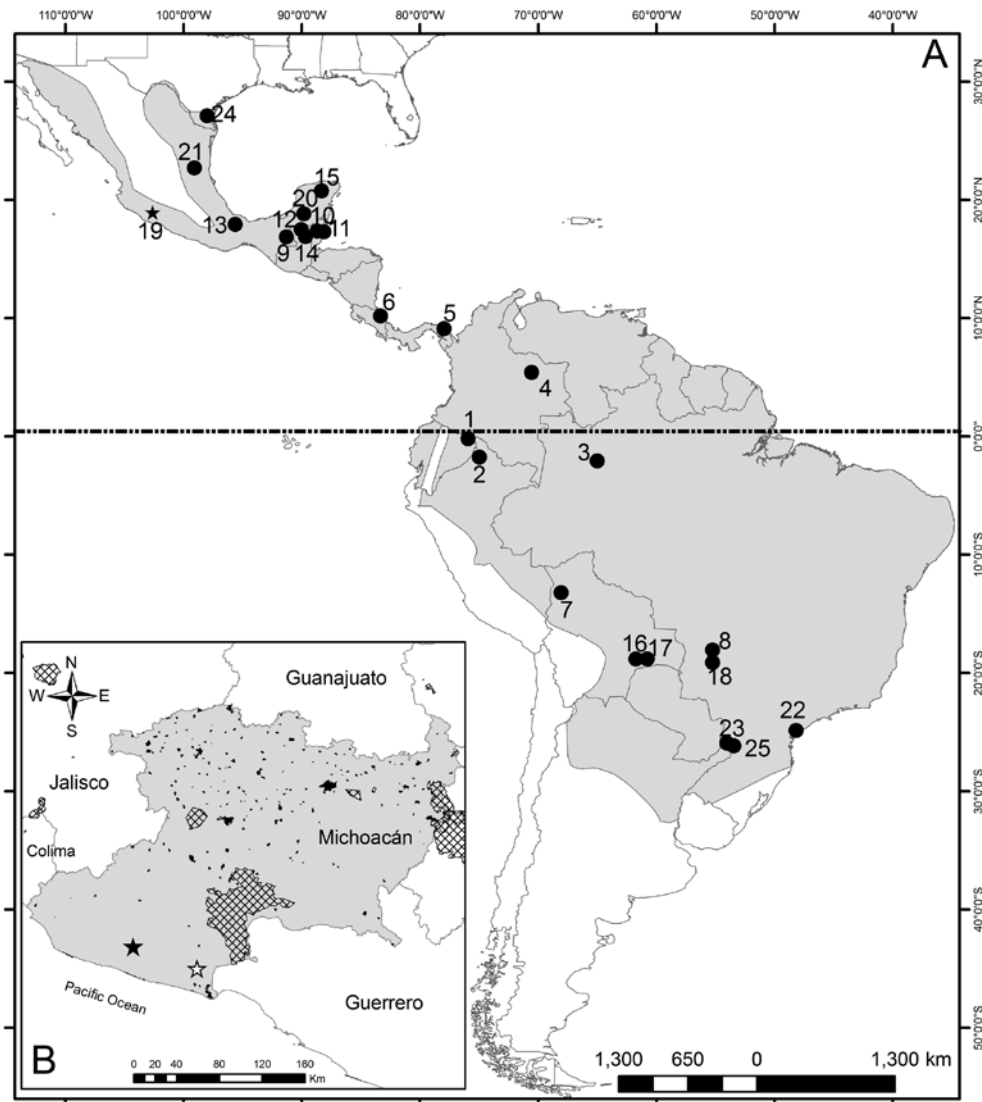 110°0'0"W 100°0'0"W 90°0'0"W 80°0'0"W 70°0'0"W 60°0'0"W 50°0'0"W 40°0'0"W
A
30°0'0"N
24
21
15
20°0'0"N
20
12 10
19
13
11
9 14
6
5
10°0'0"N
4
1
0°0'0"
3
2
10°0'0"S
7
16 17
8
18
20°0'0"S
22
23
25
30°0'0"S
40°0'0"S
50°0'0"S
N
W E
S
Guanajuato
Jalisco
Michoacán
Colima
Guerrero
Pacific Ocean
B
0 20 40 80 120 160
Km
1,300 650 0 1,300 km